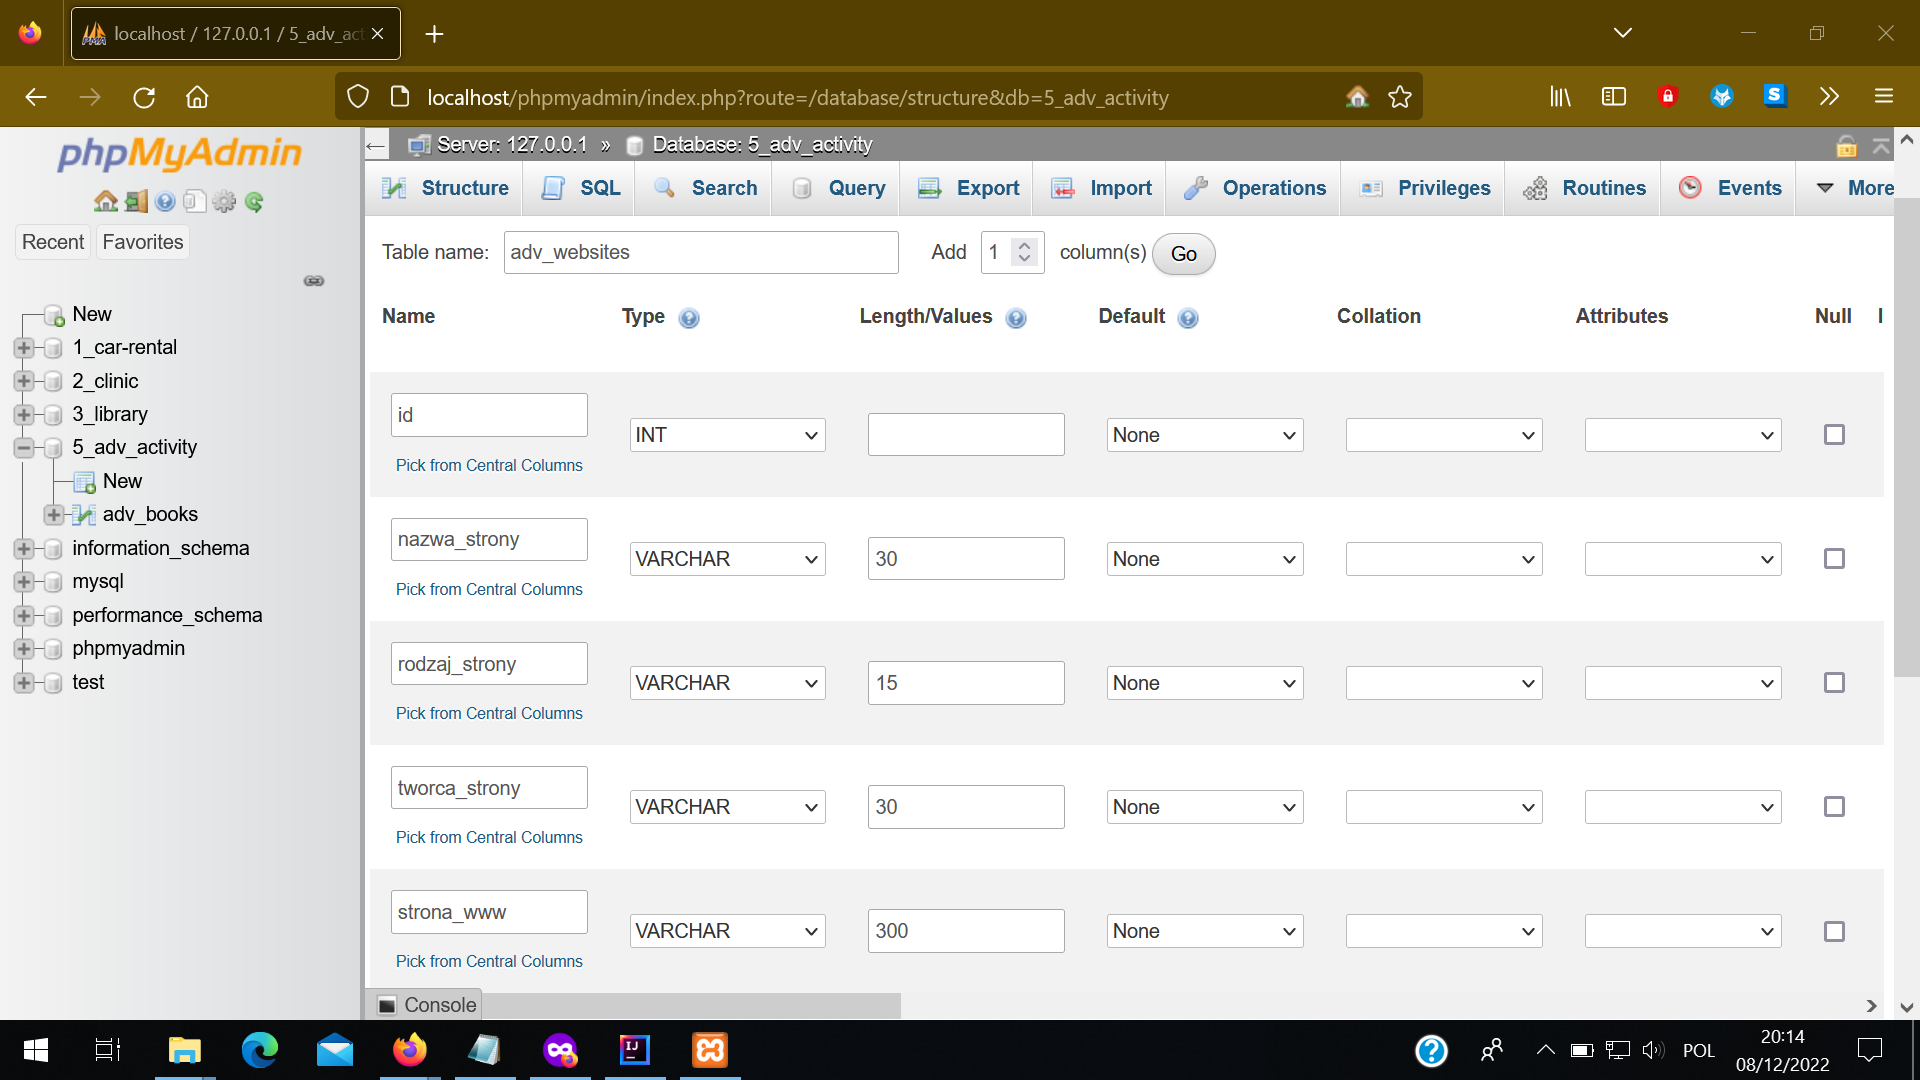 localhost / 127.0.0.1 / 5_adv_act
localhost/phpmyadmin/index.php?route=/database/structure&db=5_adv_activity
phpMyAdmin
Recent Favorites
New
1_car-rental
2_clinic
3_library
5_adv_activity
New
adv_books
information_schema
mysql
performance_schema
phpmyadmin
test
Server: 127.0.0.1 » Database: 5_adv_activity
Structure SQL Search Query Export Import Operations Privileges Routines Events More
Table name: adv_websites Add 1 column(s) Go
Name Type Length/Values Default Collation Attributes Null I
id INT None
Pick from Central Columns
nazwa_strony VARCHAR 30 None
Pick from Central Columns
rodzaj_strony VARCHAR 15 None
Pick from Central Columns
tworca_strony VARCHAR 30 None
Pick from Central Columns
strona_www VARCHAR 300 None
Pick from Central Columns
Console
POL
20:14
08/12/2022